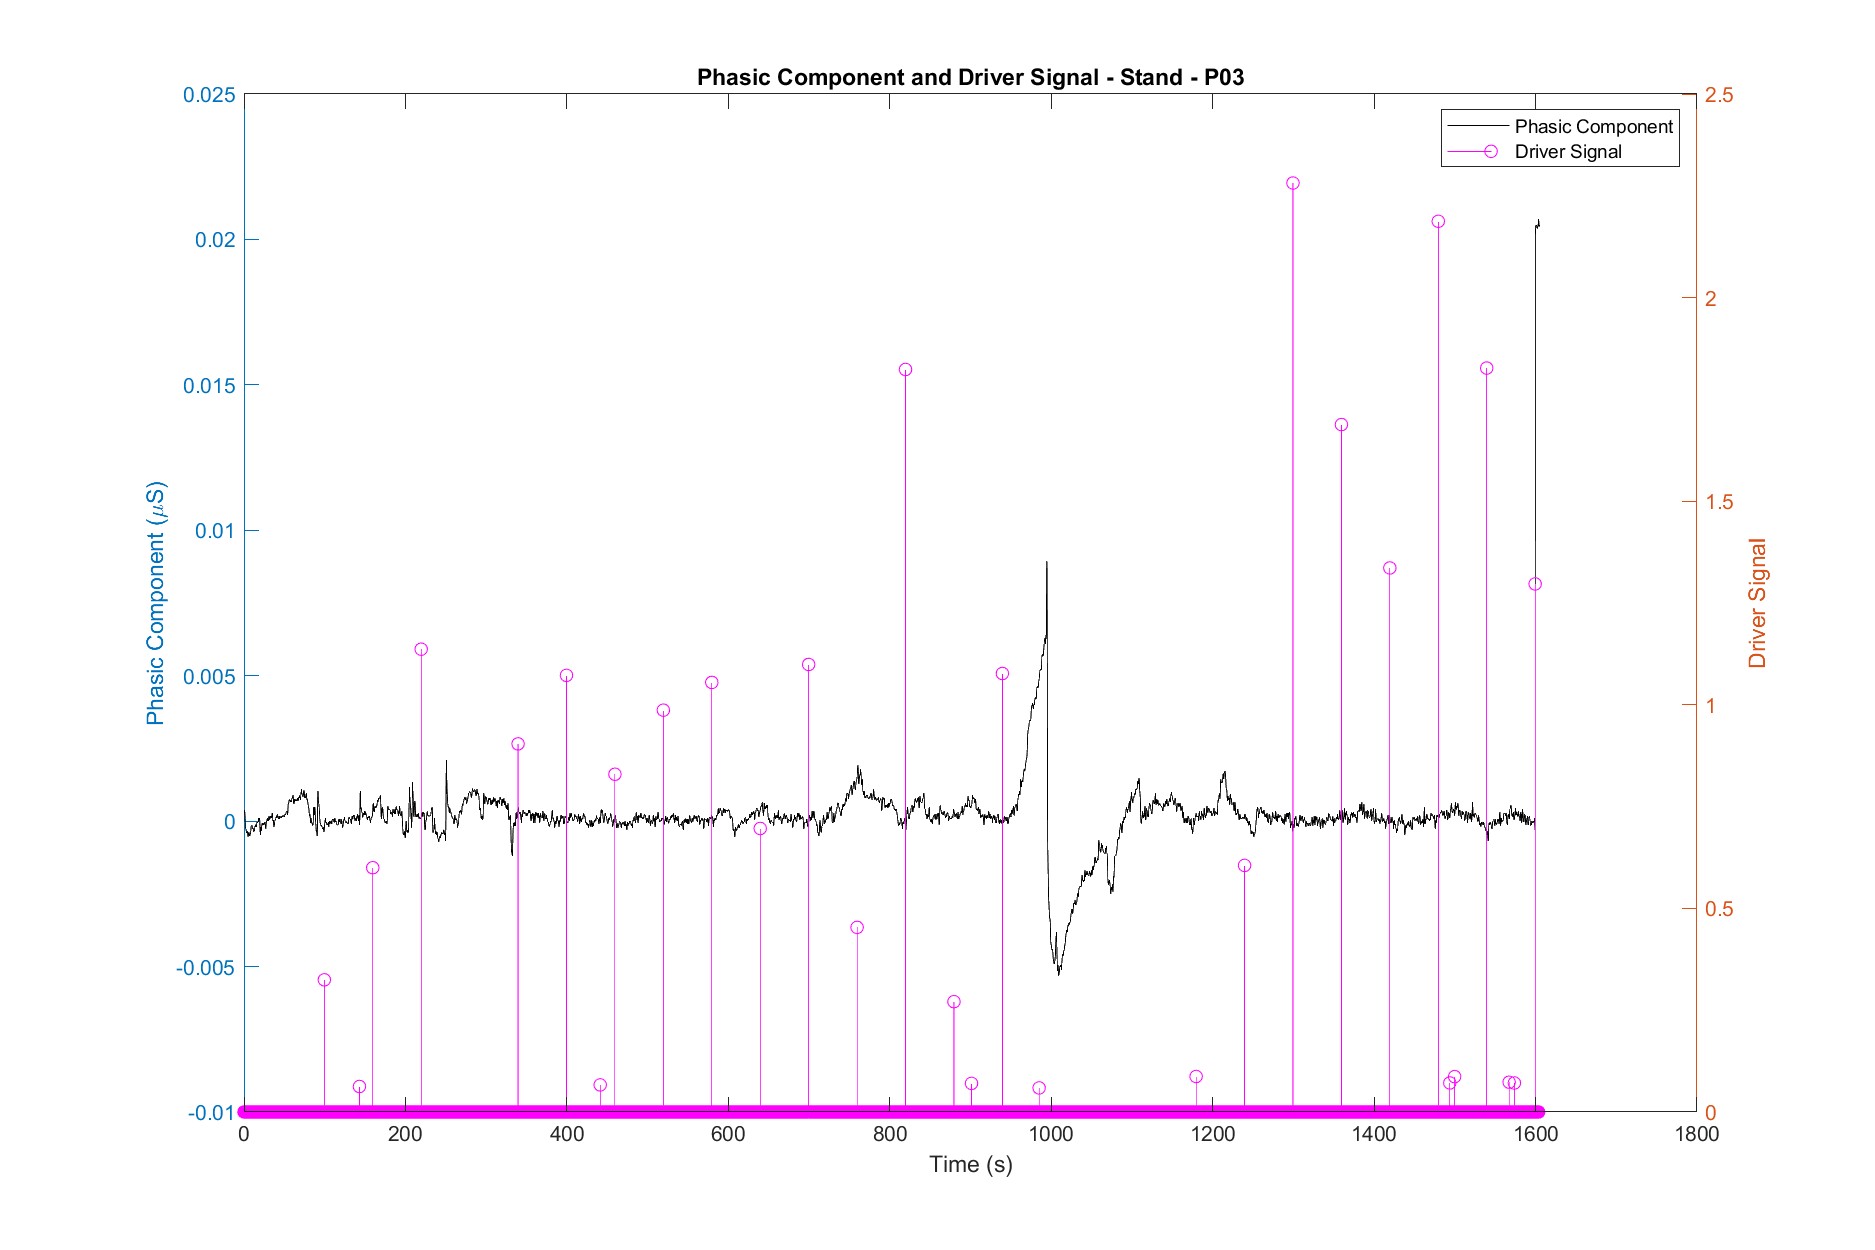 Phasic Component and Driver Signal - Stand - P03
Phasic Component
Driver Signal
0.025
0.02
0.015
0.01
0.005
0
-0.005
-0.01
Phasic Component (μS)
2.5
2
1.5
1
0.5
0
Driver Signal
0 200 400 600 800 1000 1200 1400 1600 1800
Time (s)